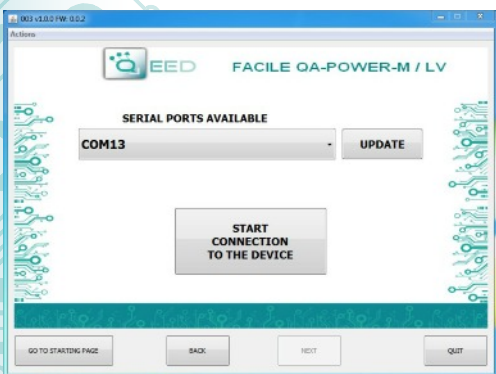 003 v1.0.0 FW: 0.0.2
Actions
QEED
FACILE QA-POWER-M / LV
SERIAL PORTS AVAILABLE
COM13
UPDATE
START
CONNECTION
TO THE DEVICE
GO TO STARTING PAGE
BACK
NEXT
QUIT